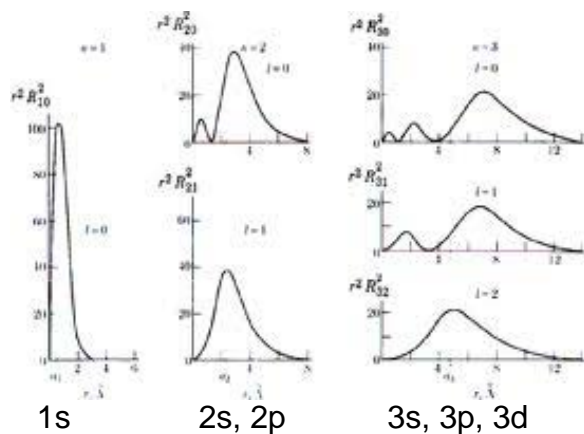 r²R²₁₀
n=1
l=0
100
80
60
40
20
0
a₁ 2 4 6
r, Å
1s
r²R²₂₀
n=2
l=0
40
20
0
4 8
r²R²₂₁
l=1
40
20
0
a₂ 4 8
r, Å
2s, 2p
r²R²₃₀
n=3
l=0
40
20
0
4 8 12
r²R²₃₁
l=1
20
0
4 8 12
r²R²₃₂
l=2
20
0
4 a₃ 8 12
r, Å
3s, 3p, 3d